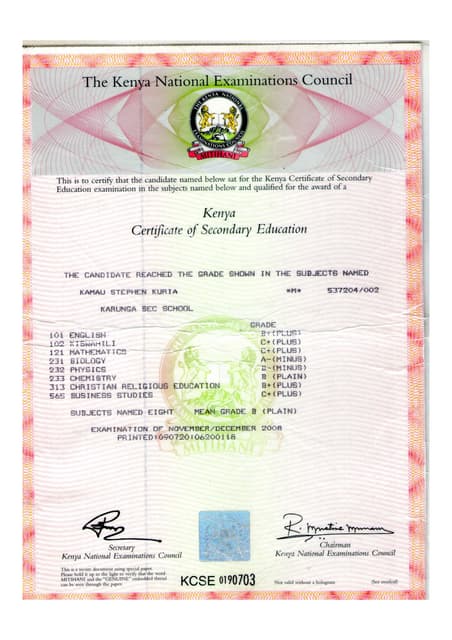 The Kenya National Examinations Council
THE KENYA NATIONAL
EXAMINATIONS COUNCIL
MITIHANI
This is to certify that the candidate named below sat for the Kenya Certificate of Secondary
Education examination in the subjects named below and qualified for the award of a
Kenya
Certificate of Secondary Education
THE CANDIDATE REACHED THE GRADE SHOWN IN THE SUBJECTS NAMED
KAMAU STEPHEN KURIA *M* 537204/002
KARUNGA SEC SCHOOL
GRADE
101 ENGLISH B+(PLUS)
102 KISWAHILI C+(PLUS)
121 MATHEMATICS C+(PLUS)
231 BIOLOGY A-(MINUS)
232 PHYSICS B-(MINUS)
233 CHEMISTRY B (PLAIN)
313 CHRISTIAN RELIGIOUS EDUCATION B+(PLUS)
565 BUSINESS STUDIES C+(PLUS)
SUBJECTS NAMED EIGHT MEAN GRADE B (PLAIN)
EXAMINATION OF NOVEMBER/DECEMBER 2008
PRINTED:090720106200118
MITIHANI
Secretary
Kenya National Examinations Council
Chairman
Kenya National Examinations Council
This is a secure document using special paper.
Please hold it up to the light to verify that the word
MITIHANI and the "GENUINE" embedded thread
can be seen through the paper.
KCSE 0190703
Not valid without a hologram
(See overleaf)